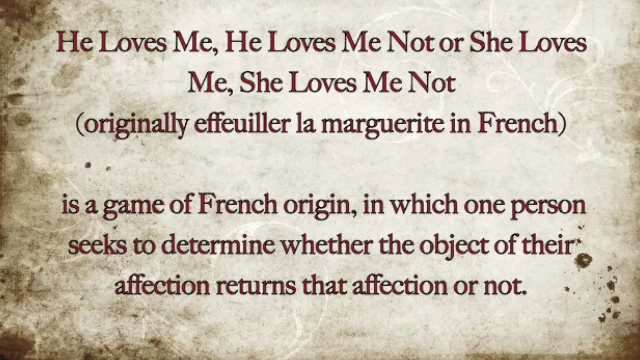 He Loves Me, He Loves Me Not or She Loves
Me, She Loves Me Not
(originally effeuiller la marguerite in French)
is a game of French origin, in which one person
seeks to determine whether the object of their
affection returns that affection or not.